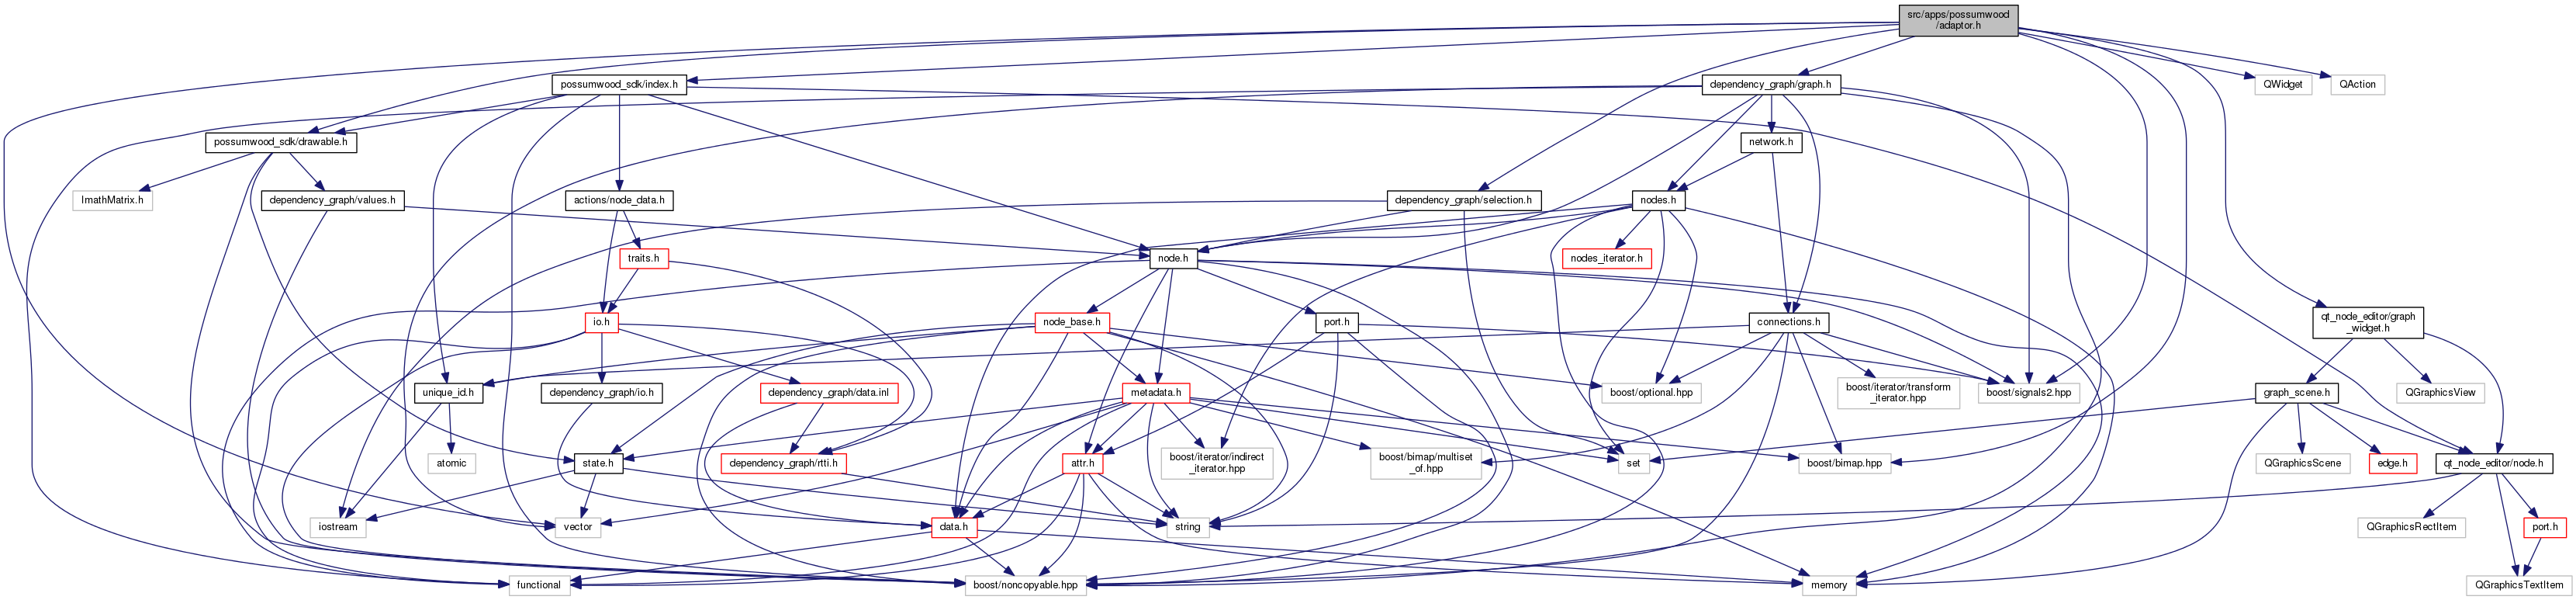 src/apps/possumwood
/adaptor.h
possumwood_sdk/index.h
dependency_graph/graph.h
QWidget
QAction
possumwood_sdk/drawable.h
network.h
ImathMatrix.h
dependency_graph/values.h
actions/node_data.h
dependency_graph/selection.h
nodes.h
traits.h
node.h
nodes_iterator.h
io.h
node_base.h
port.h
connections.h
qt_node_editor/graph
_widget.h
unique_id.h
dependency_graph/io.h
dependency_graph/data.inl
metadata.h
boost/optional.hpp
boost/iterator/transform
_iterator.hpp
boost/signals2.hpp
graph_scene.h
QGraphicsView
atomic
state.h
dependency_graph/rtti.h
attr.h
boost/iterator/indirect
_iterator.hpp
boost/bimap/multiset
_of.hpp
set
boost/bimap.hpp
QGraphicsScene
edge.h
qt_node_editor/node.h
iostream
vector
data.h
string
QGraphicsRectItem
port.h
functional
boost/noncopyable.hpp
memory
QGraphicsTextItem